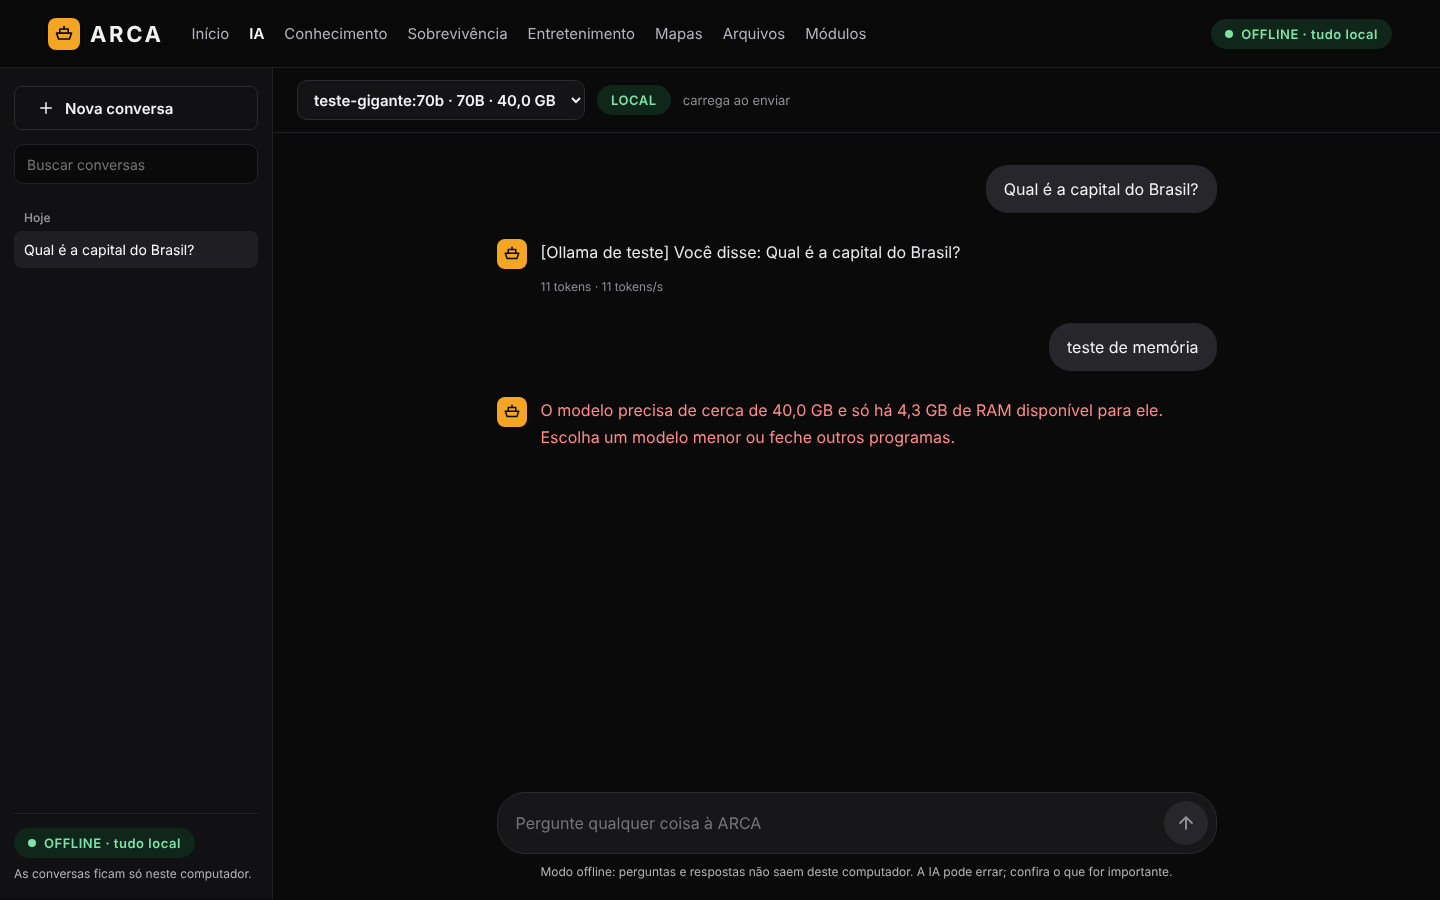 ARCA
Início
IA
Conhecimento
Sobrevivência
Entretenimento
Mapas
Arquivos
Módulos
OFFLINE · tudo local
Nova conversa
Buscar conversas
Hoje
Qual é a capital do Brasil?
teste-gigante:70b · 70B · 40,0 GB
LOCAL
carrega ao enviar
Qual é a capital do Brasil?
[Ollama de teste] Você disse: Qual é a capital do Brasil?
11 tokens · 11 tokens/s
teste de memória
O modelo precisa de cerca de 40,0 GB e só há 4,3 GB de RAM disponível para ele.
Escolha um modelo menor ou feche outros programas.
Pergunte qualquer coisa à ARCA
Modo offline: perguntas e respostas não saem deste computador. A IA pode errar; confira o que for importante.
OFFLINE · tudo local
As conversas ficam só neste computador.